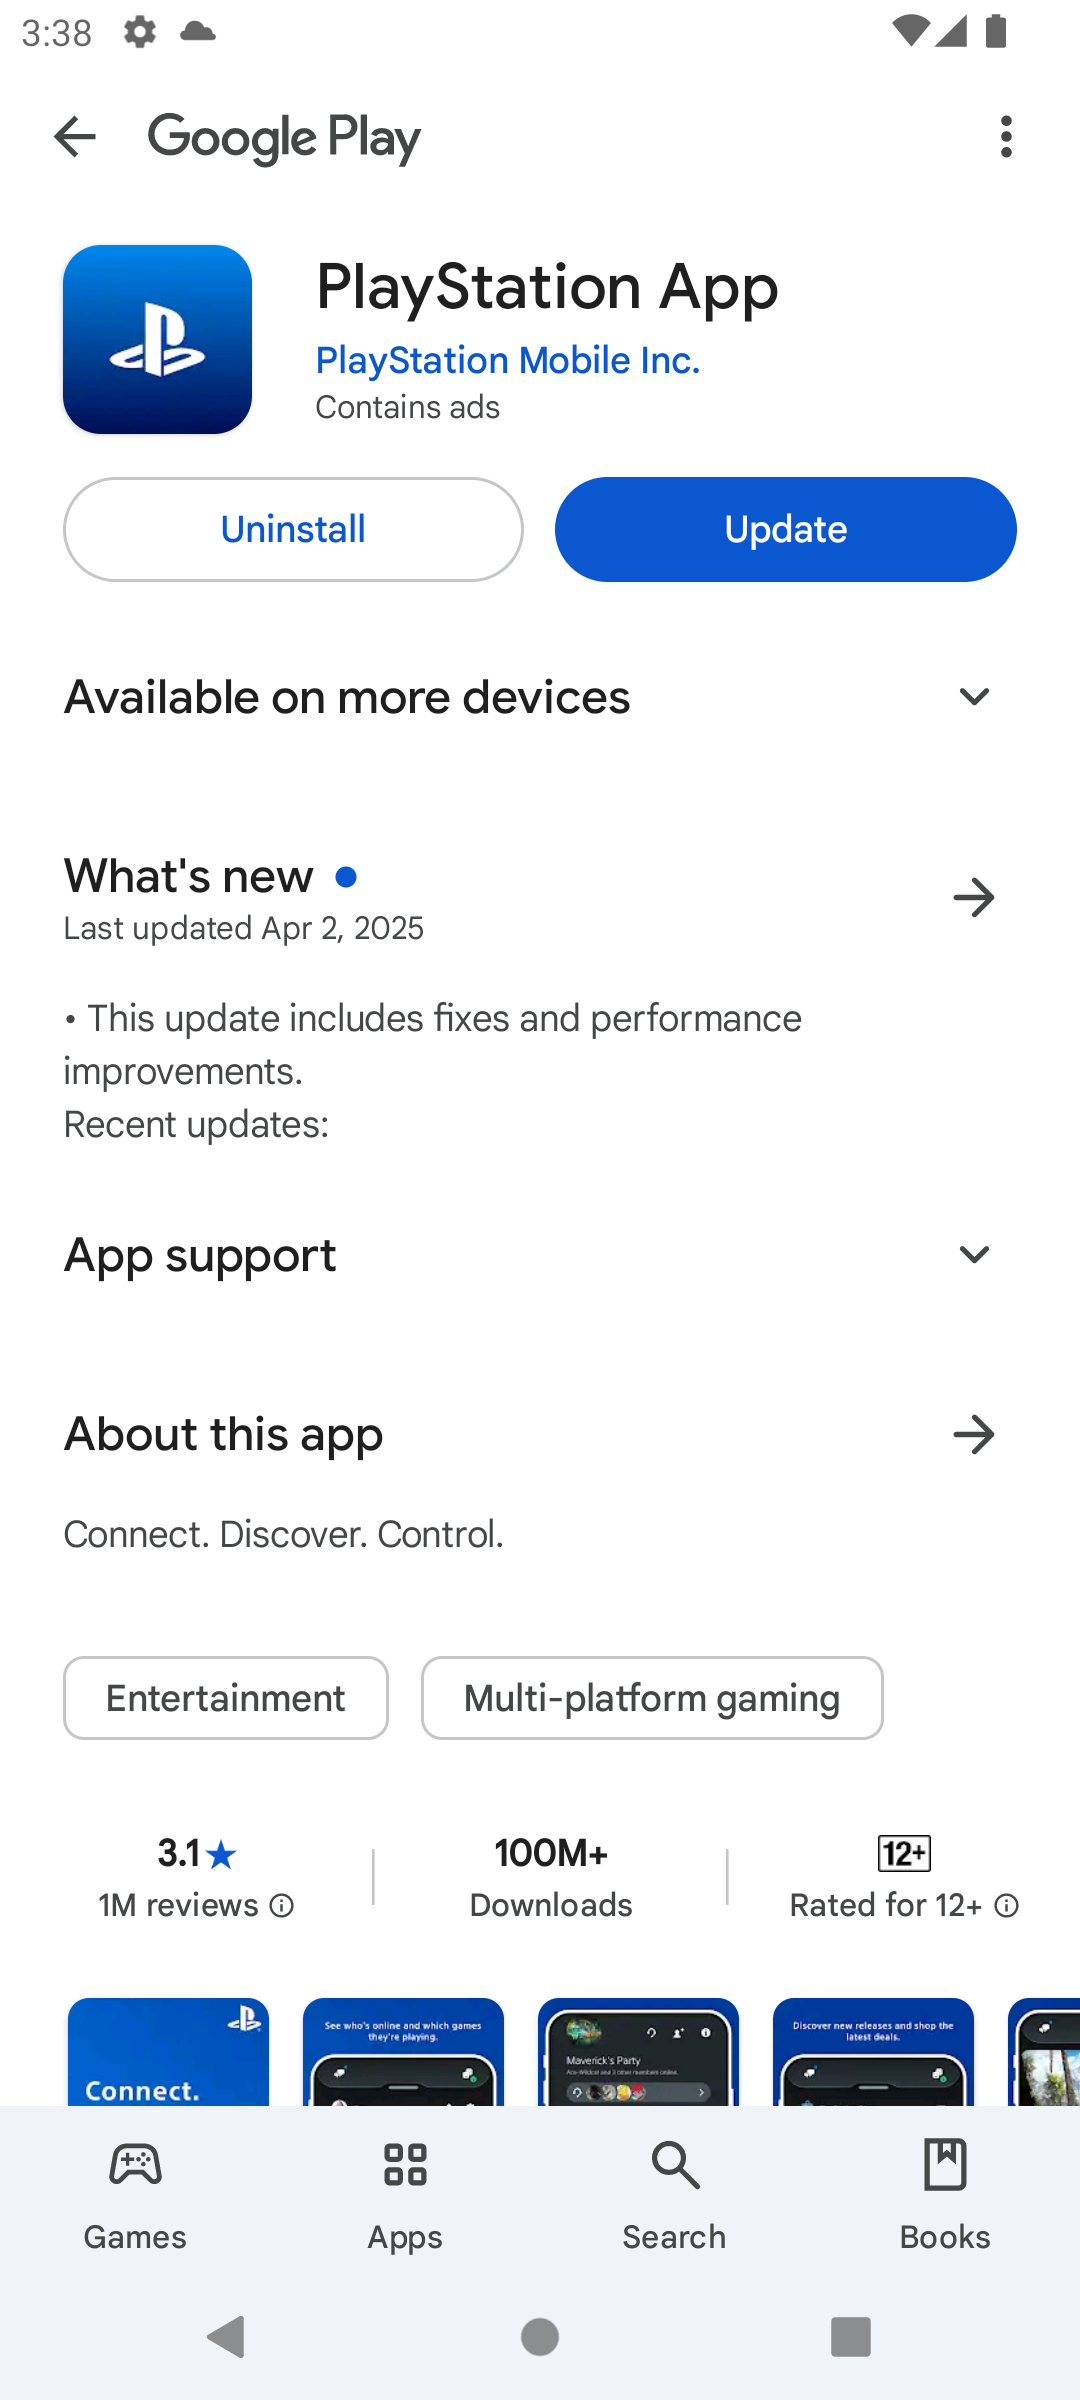 3:38
Google Play
PlayStation App
PlayStation Mobile Inc.
Contains ads
Uninstall
Update
Available on more devices
What's new
Last updated Apr 2, 2025
• This update includes fixes and performance
improvements.
Recent updates:
App support
About this app
Connect. Discover. Control.
Entertainment
Multi-platform gaming
3.1★
100M+
12+
1M reviews
Downloads
Rated for 12+
Connect.
See who's online and which games
they're playing.
Maverick's Party
Discover new releases and shop the
latest deals.
Games
Apps
Search
Books